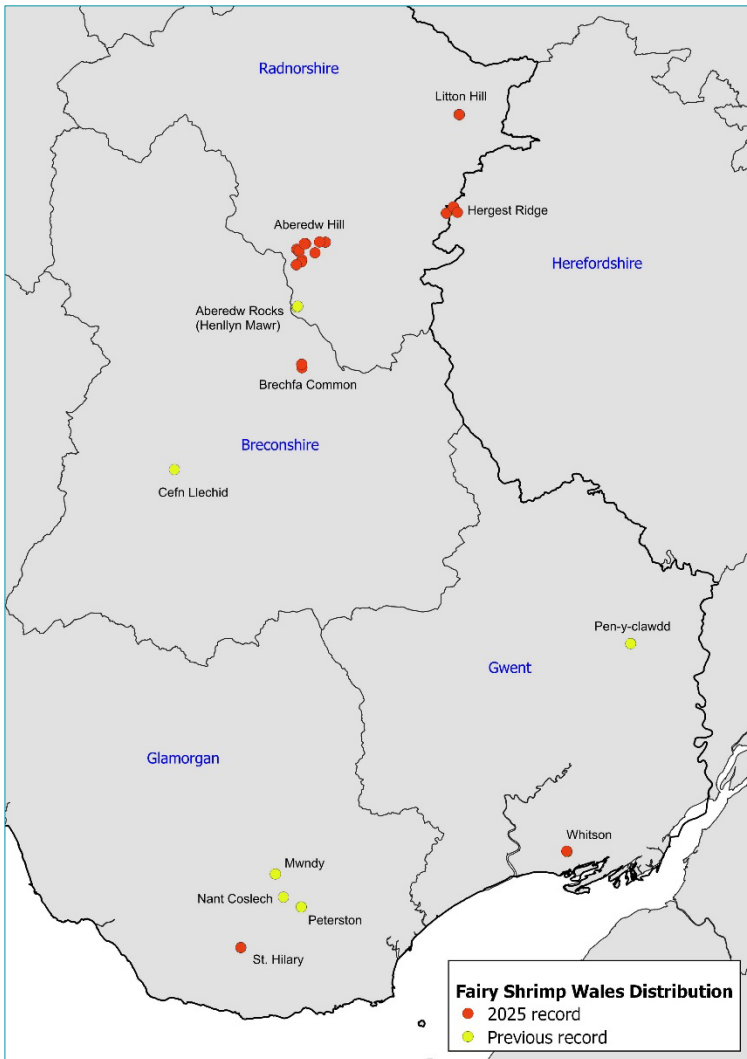 Radnorshire
Litton Hill
Hergest Ridge
Aberedw Hill
Herefordshire
Aberedw Rocks
(Henllyn Mawr)
Brechfa Common
Breconshire
Cefn Llechid
Pen-y-clawdd
Gwent
Glamorgan
Whitson
Mwndy
Nant Coslech
Peterston
St. Hilary
Fairy Shrimp Wales Distribution
2025 record
Previous record